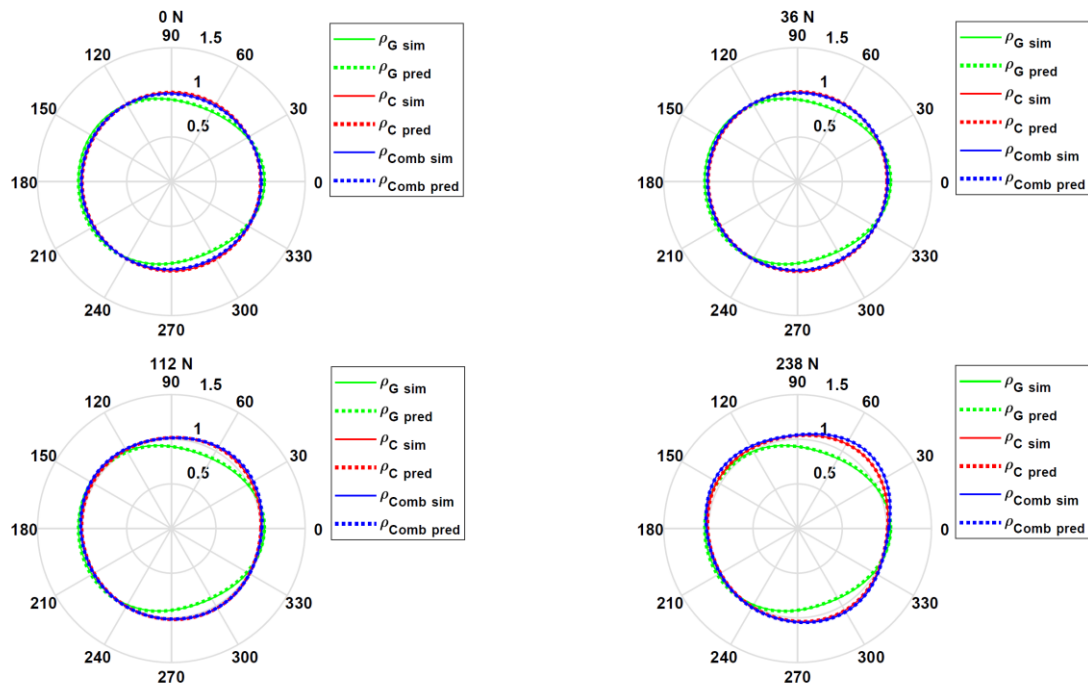 0 N
90
1.5
120
60
1
150
30
0.5
180
0
210
330
240
300
270
ρG sim
ρG pred
ρC sim
ρC pred
ρComb sim
ρComb pred
36 N
90
1.5
120
60
1
150
30
0.5
180
0
210
330
240
300
270
ρG sim
ρG pred
ρC sim
ρC pred
ρComb sim
ρComb pred
112 N
90
1.5
120
60
1
150
30
0.5
180
0
210
330
240
300
270
ρG sim
ρG pred
ρC sim
ρC pred
ρComb sim
ρComb pred
238 N
90
1.5
120
60
1
150
30
0.5
180
0
210
330
240
300
270
ρG sim
ρG pred
ρC sim
ρC pred
ρComb sim
ρComb pred